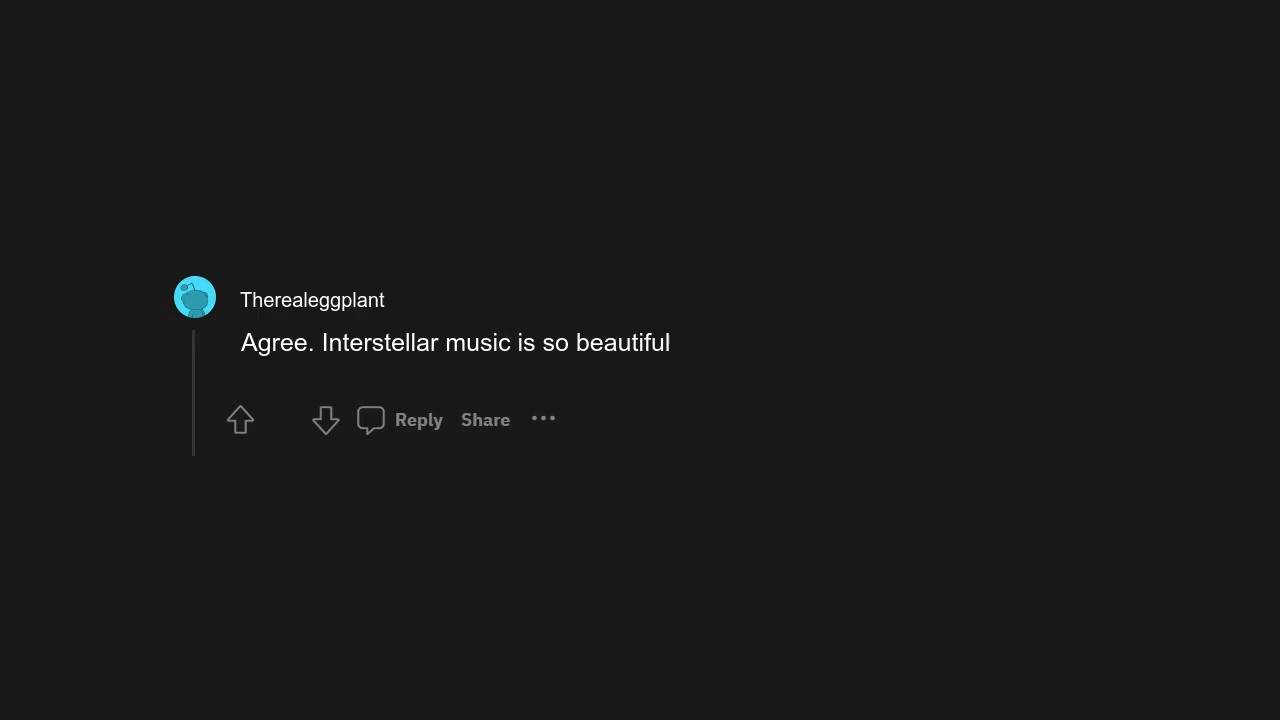 Therealeggplant
Agree. Interstellar music is so beautiful
Reply Share